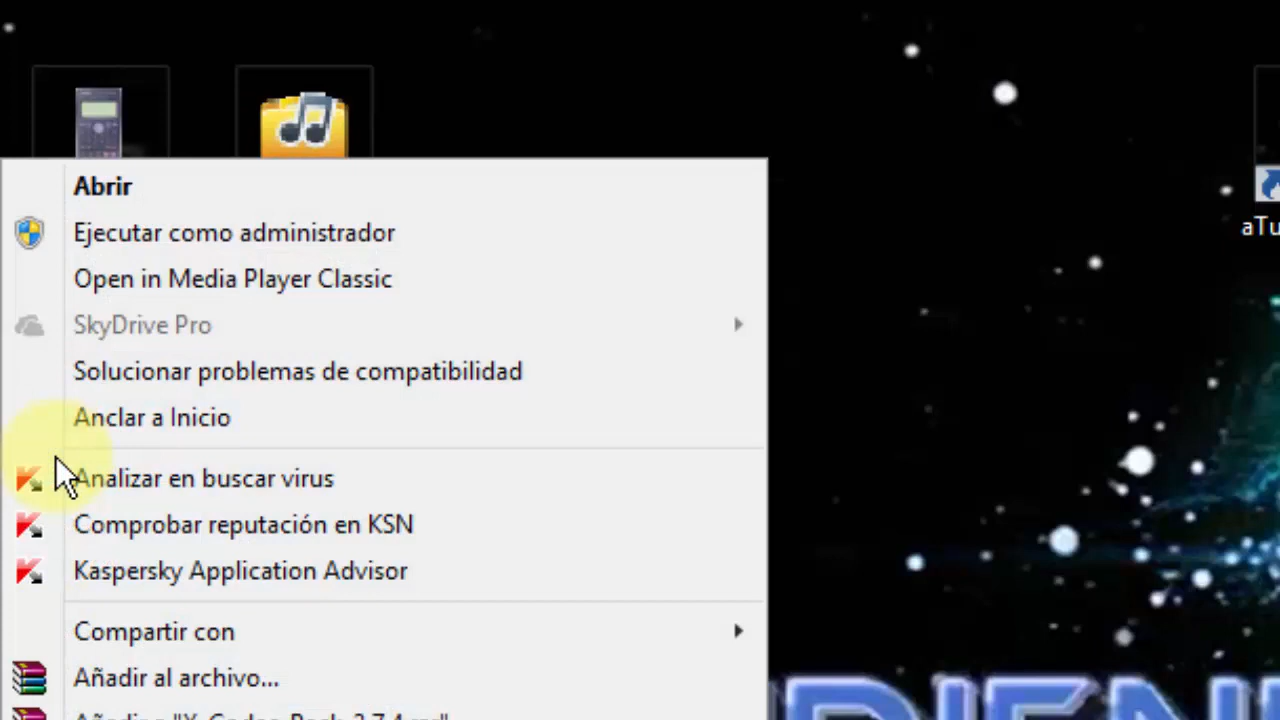 Abrir
Ejecutar como administrador
Open in Media Player Classic
SkyDrive Pro
Solucionar problemas de compatibilidad
Anclar a Inicio
Analizar en buscar virus
Comprobar reputación en KSN
Kaspersky Application Advisor
Compartir con
Añadir al archivo...
aTu
DIEN